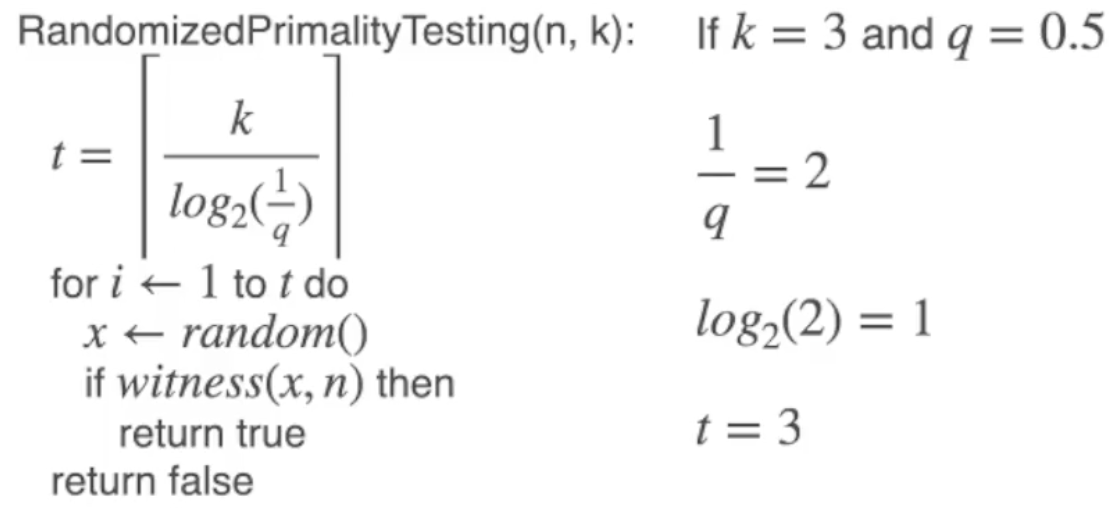 RandomizedPrimalityTesting(n, k):
t = ⌈k / log₂(1/q)⌉
for i ← 1 to t do
x ← random()
if witness(x, n) then
return true
return false
If k = 3 and q = 0.5
1/q = 2
log₂(2) = 1
t = 3